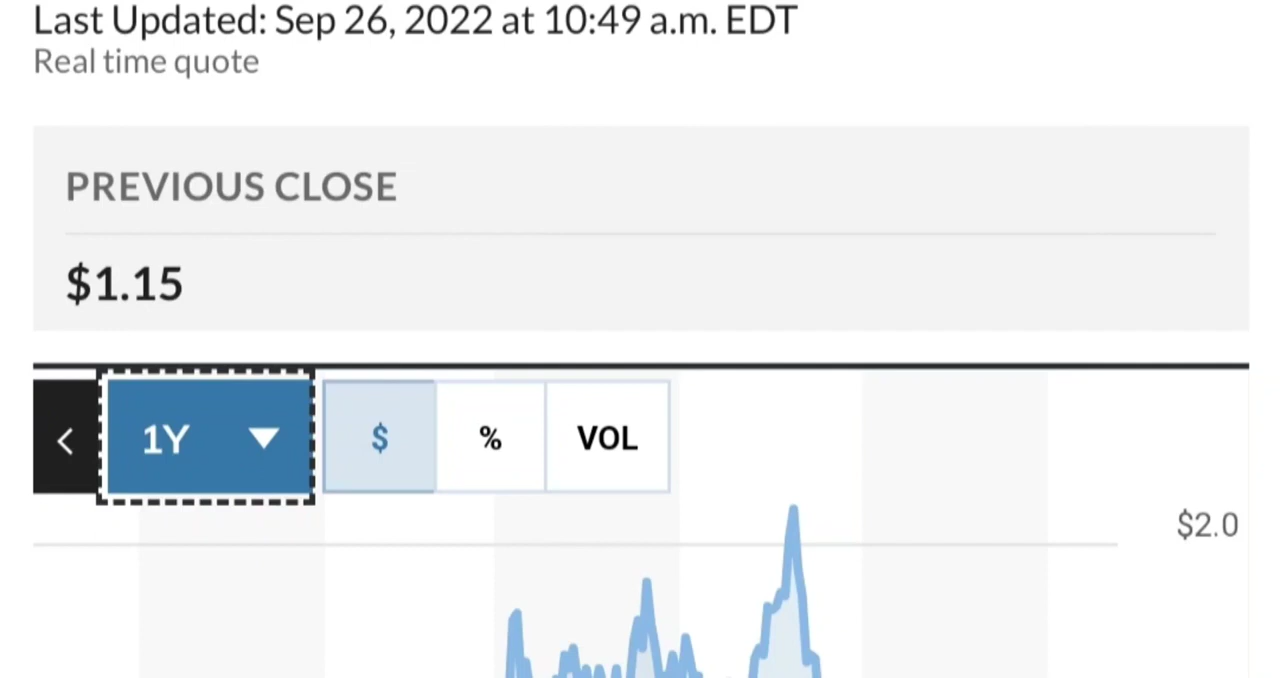 Last Updated: Sep 26, 2022 at 10:49 a.m. EDT
Real time quote
PREVIOUS CLOSE
$1.15
1Y $ % VOL
$2.0